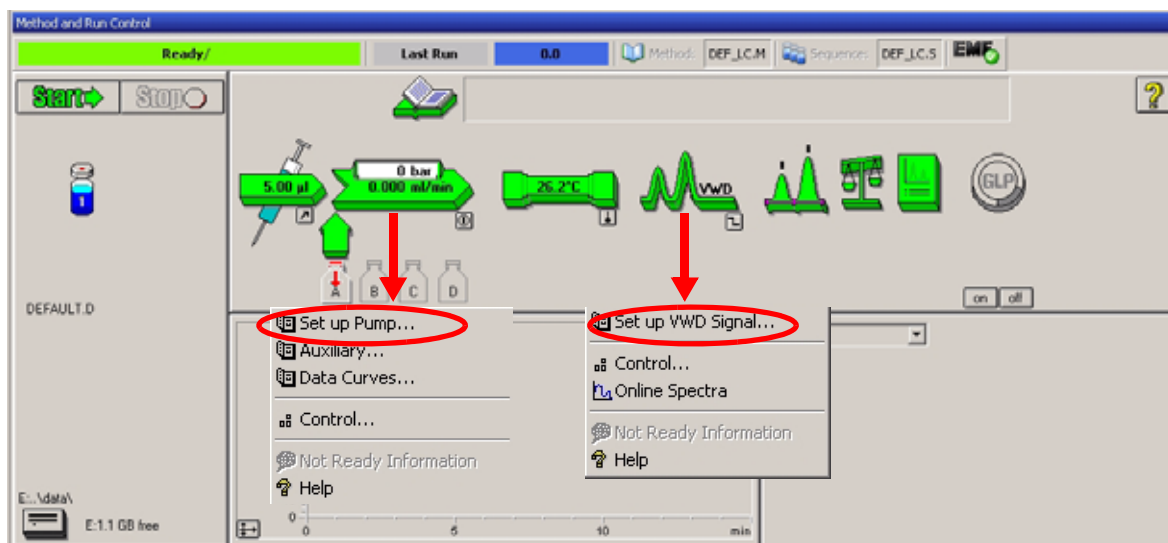 Method and Run Control
Ready/
Last Run
0.0
Method:
DEF_LC.M
Sequence:
DEF_LC.S
EMF
Start
Stop
?
5.00 µl
0 bar
0.000 ml/min
26.2°C
VWD
GLP
1
A
B
C
D
on
off
DEFAULT.D
Set up Pump...
Auxiliary...
Data Curves...
Control...
Not Ready Information
Help
Set up VWD Signal...
Control...
Online Spectra
Not Ready Information
Help
E:..\data\
E:1.1 GB free
0
0
5
10
min